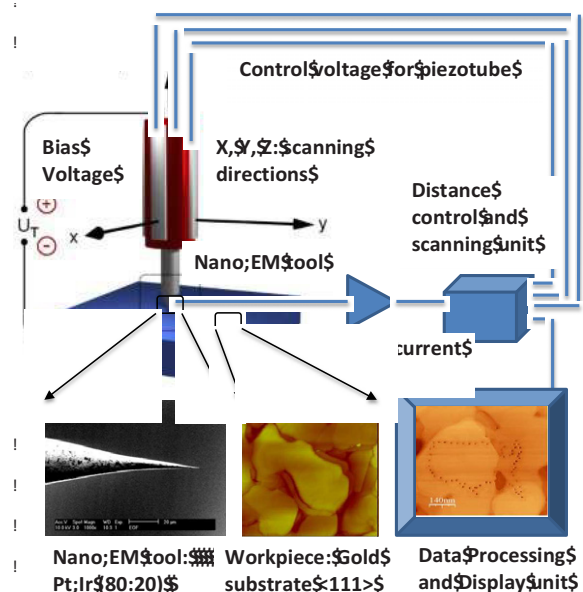 !
!
Control$voltage$for$piezotube$
Bias$
Voltage$
X,$Y,$Z:$scanning$
directions$
Distance$
control$and$
scanning$unit$
+
U_T
−
x
y
Nano;EM$tool$
current$
140nm
!
!
!
!
Nano;EM$tool:$$$$$
Pt;Ir$(80:20)$$
Workpiece:$Gold$
substrate$<111>$
Data$Processing$
and$Display$unit$